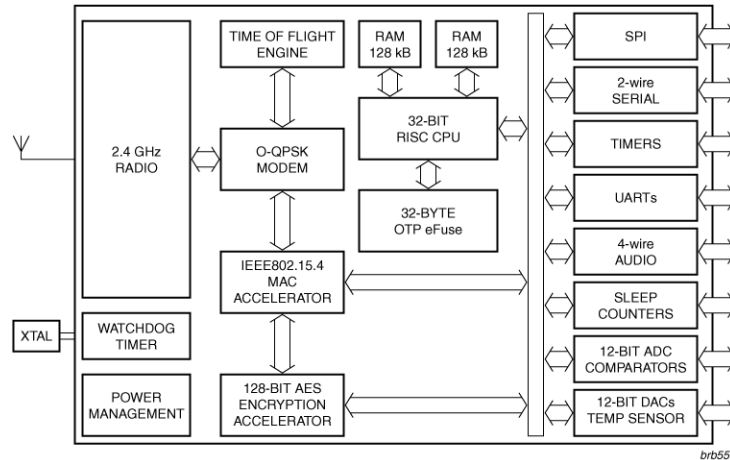 TIME OF FLIGHT
ENGINE
RAM
128 kB
RAM
128 kB
SPI
2-wire
SERIAL
2.4 GHz
RADIO
O-QPSK
MODEM
32-BIT
RISC CPU
TIMERS
32-BYTE
OTP eFuse
UARTs
IEEE802.15.4
MAC
ACCELERATOR
4-wire
AUDIO
SLEEP
COUNTERS
XTAL
WATCHDOG
TIMER
12-BIT ADC
COMPARATORS
POWER
MANAGEMENT
128-BIT AES
ENCRYPTION
ACCELERATOR
12-BIT DACs
TEMP SENSOR
brb55